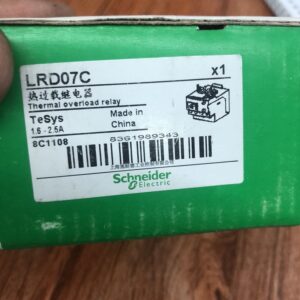 LRD07C x1
热过载继电器
Thermal overload relay
TeSys Made in
1.6 - 2.5A China
8C1108 83G1989343
Schneider
Electric